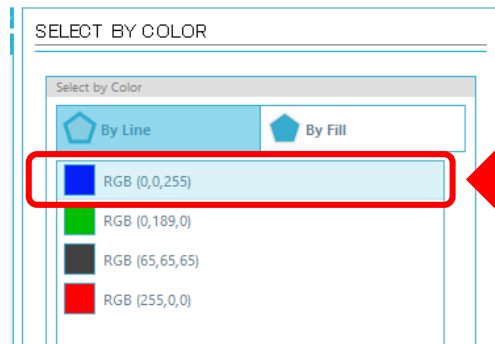 SELECT BY COLOR
Select by Color
By Line
By Fill
RGB (0,0,255)
RGB (0,189,0)
RGB (65,65,65)
RGB (255,0,0)